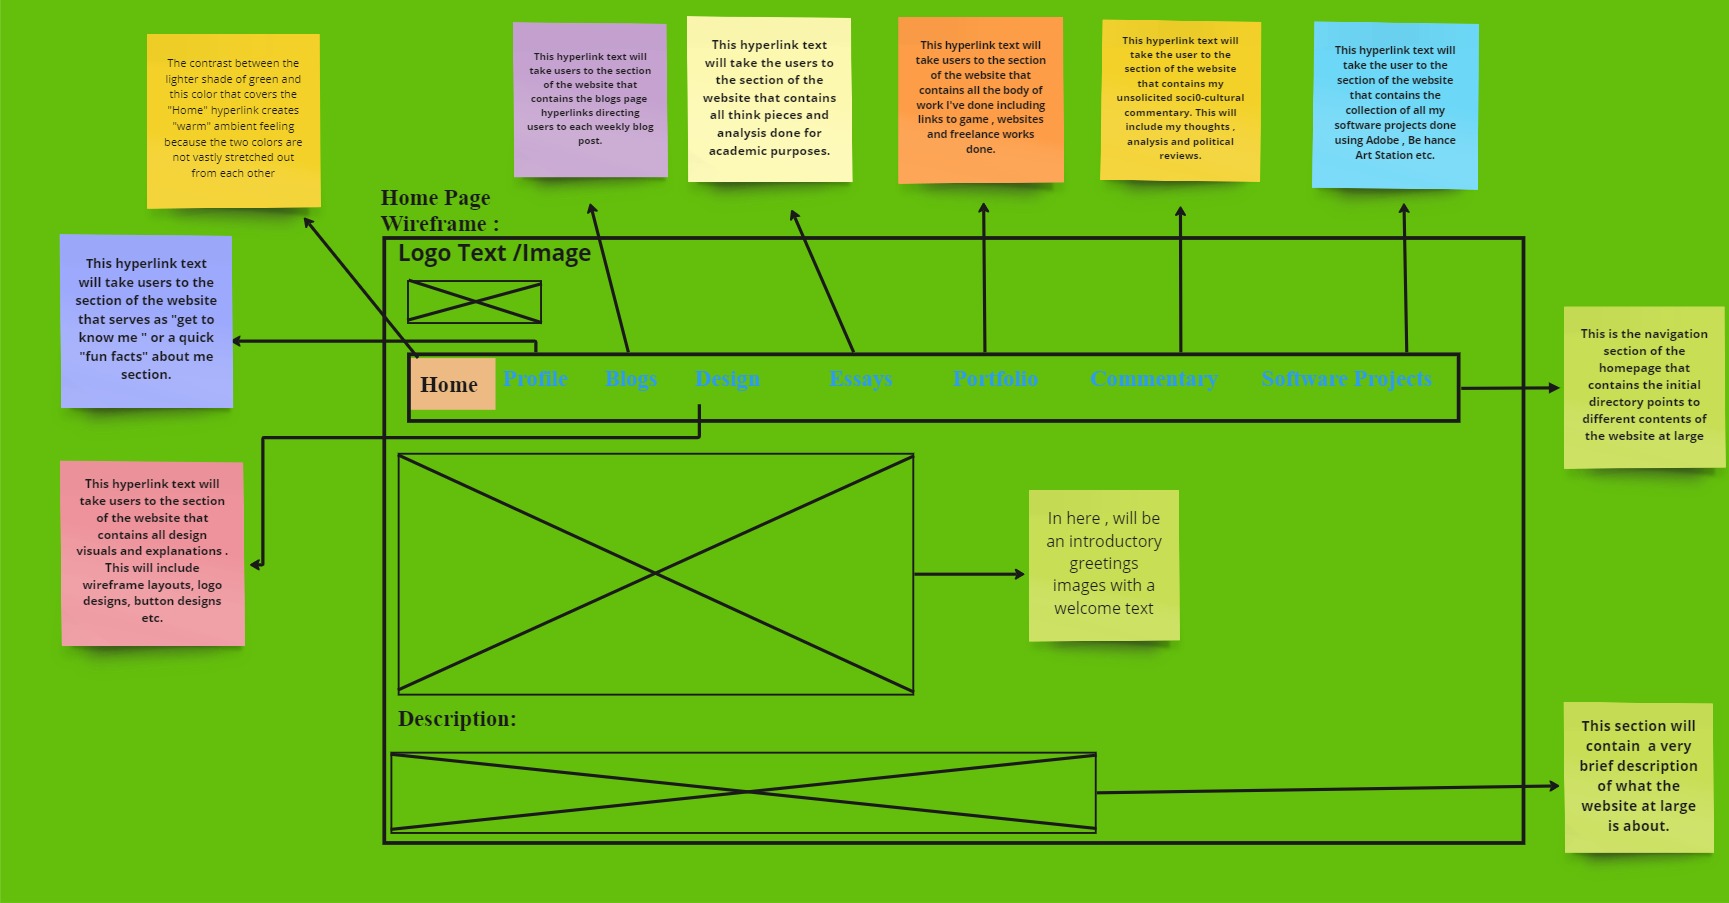 The contrast between the
lighter shade of green and
this color that covers the
"Home" hyperlink creates
"warm" ambient feeling
because the two colors are
not vastly stretched out
from each other
This hyperlink text will
take users to the section
of the website that
contains the blogs page
hyperlinks directing
users to each weekly blog
post.
This hyperlink text
will take the users to
the section of the
website that contains
all think pieces and
analysis done for
academic purposes.
This hyperlink text will
take users to the section
of the website that
contains all the body of
work I've done including
links to game , websites
and freelance works
done.
This hyperlink text will
take the user to the
section of the website
that contains my
unsolicited soci0-cultural
commentary. This will
include my thoughts ,
analysis and political
reviews.
This hyperlink text will
take the user to the
section of the website
that contains the
collection of all my
software projects done
using Adobe , Be hance
Art Station etc.
Home Page
Wireframe :
Logo Text /Image
This hyperlink text
will take users to the
section of the website
that serves as "get to
know me " or a quick
"fun facts" about me
section.
Home Profile Blogs Design Essays Portfolio Commentary Software Projects
This is the navigation
section of the
homepage that
contains the initial
directory points to
different contents of
the website at large
This hyperlink text will
take users to the section
of the website that
contains all design
visuals and explanations .
This will include
wireframe layouts, logo
designs, button designs
etc.
In here , will be
an introductory
greetings
images with a
welcome text
Description:
This section will
contain a very
brief description
of what the
website at large
is about.